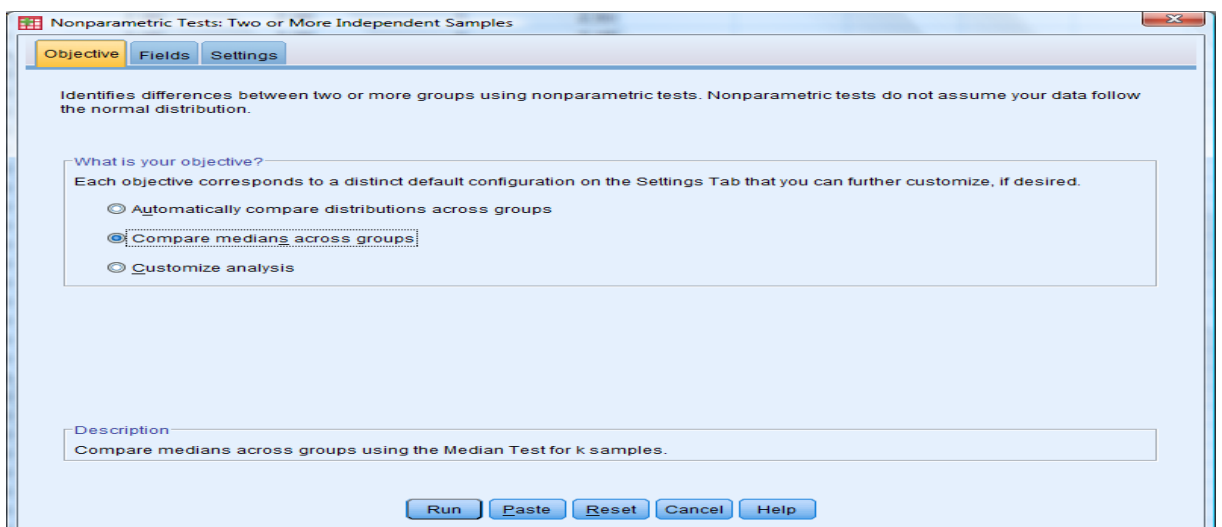 Nonparametric Tests: Two or More Independent Samples
Objective Fields Settings
Identifies differences between two or more groups using nonparametric tests. Nonparametric tests do not assume your data follow
the normal distribution.
What is your objective?
Each objective corresponds to a distinct default configuration on the Settings Tab that you can further customize, if desired.
Automatically compare distributions across groups
Compare medians across groups
Customize analysis
Description
Compare medians across groups using the Median Test for k samples.
Run Paste Reset Cancel Help